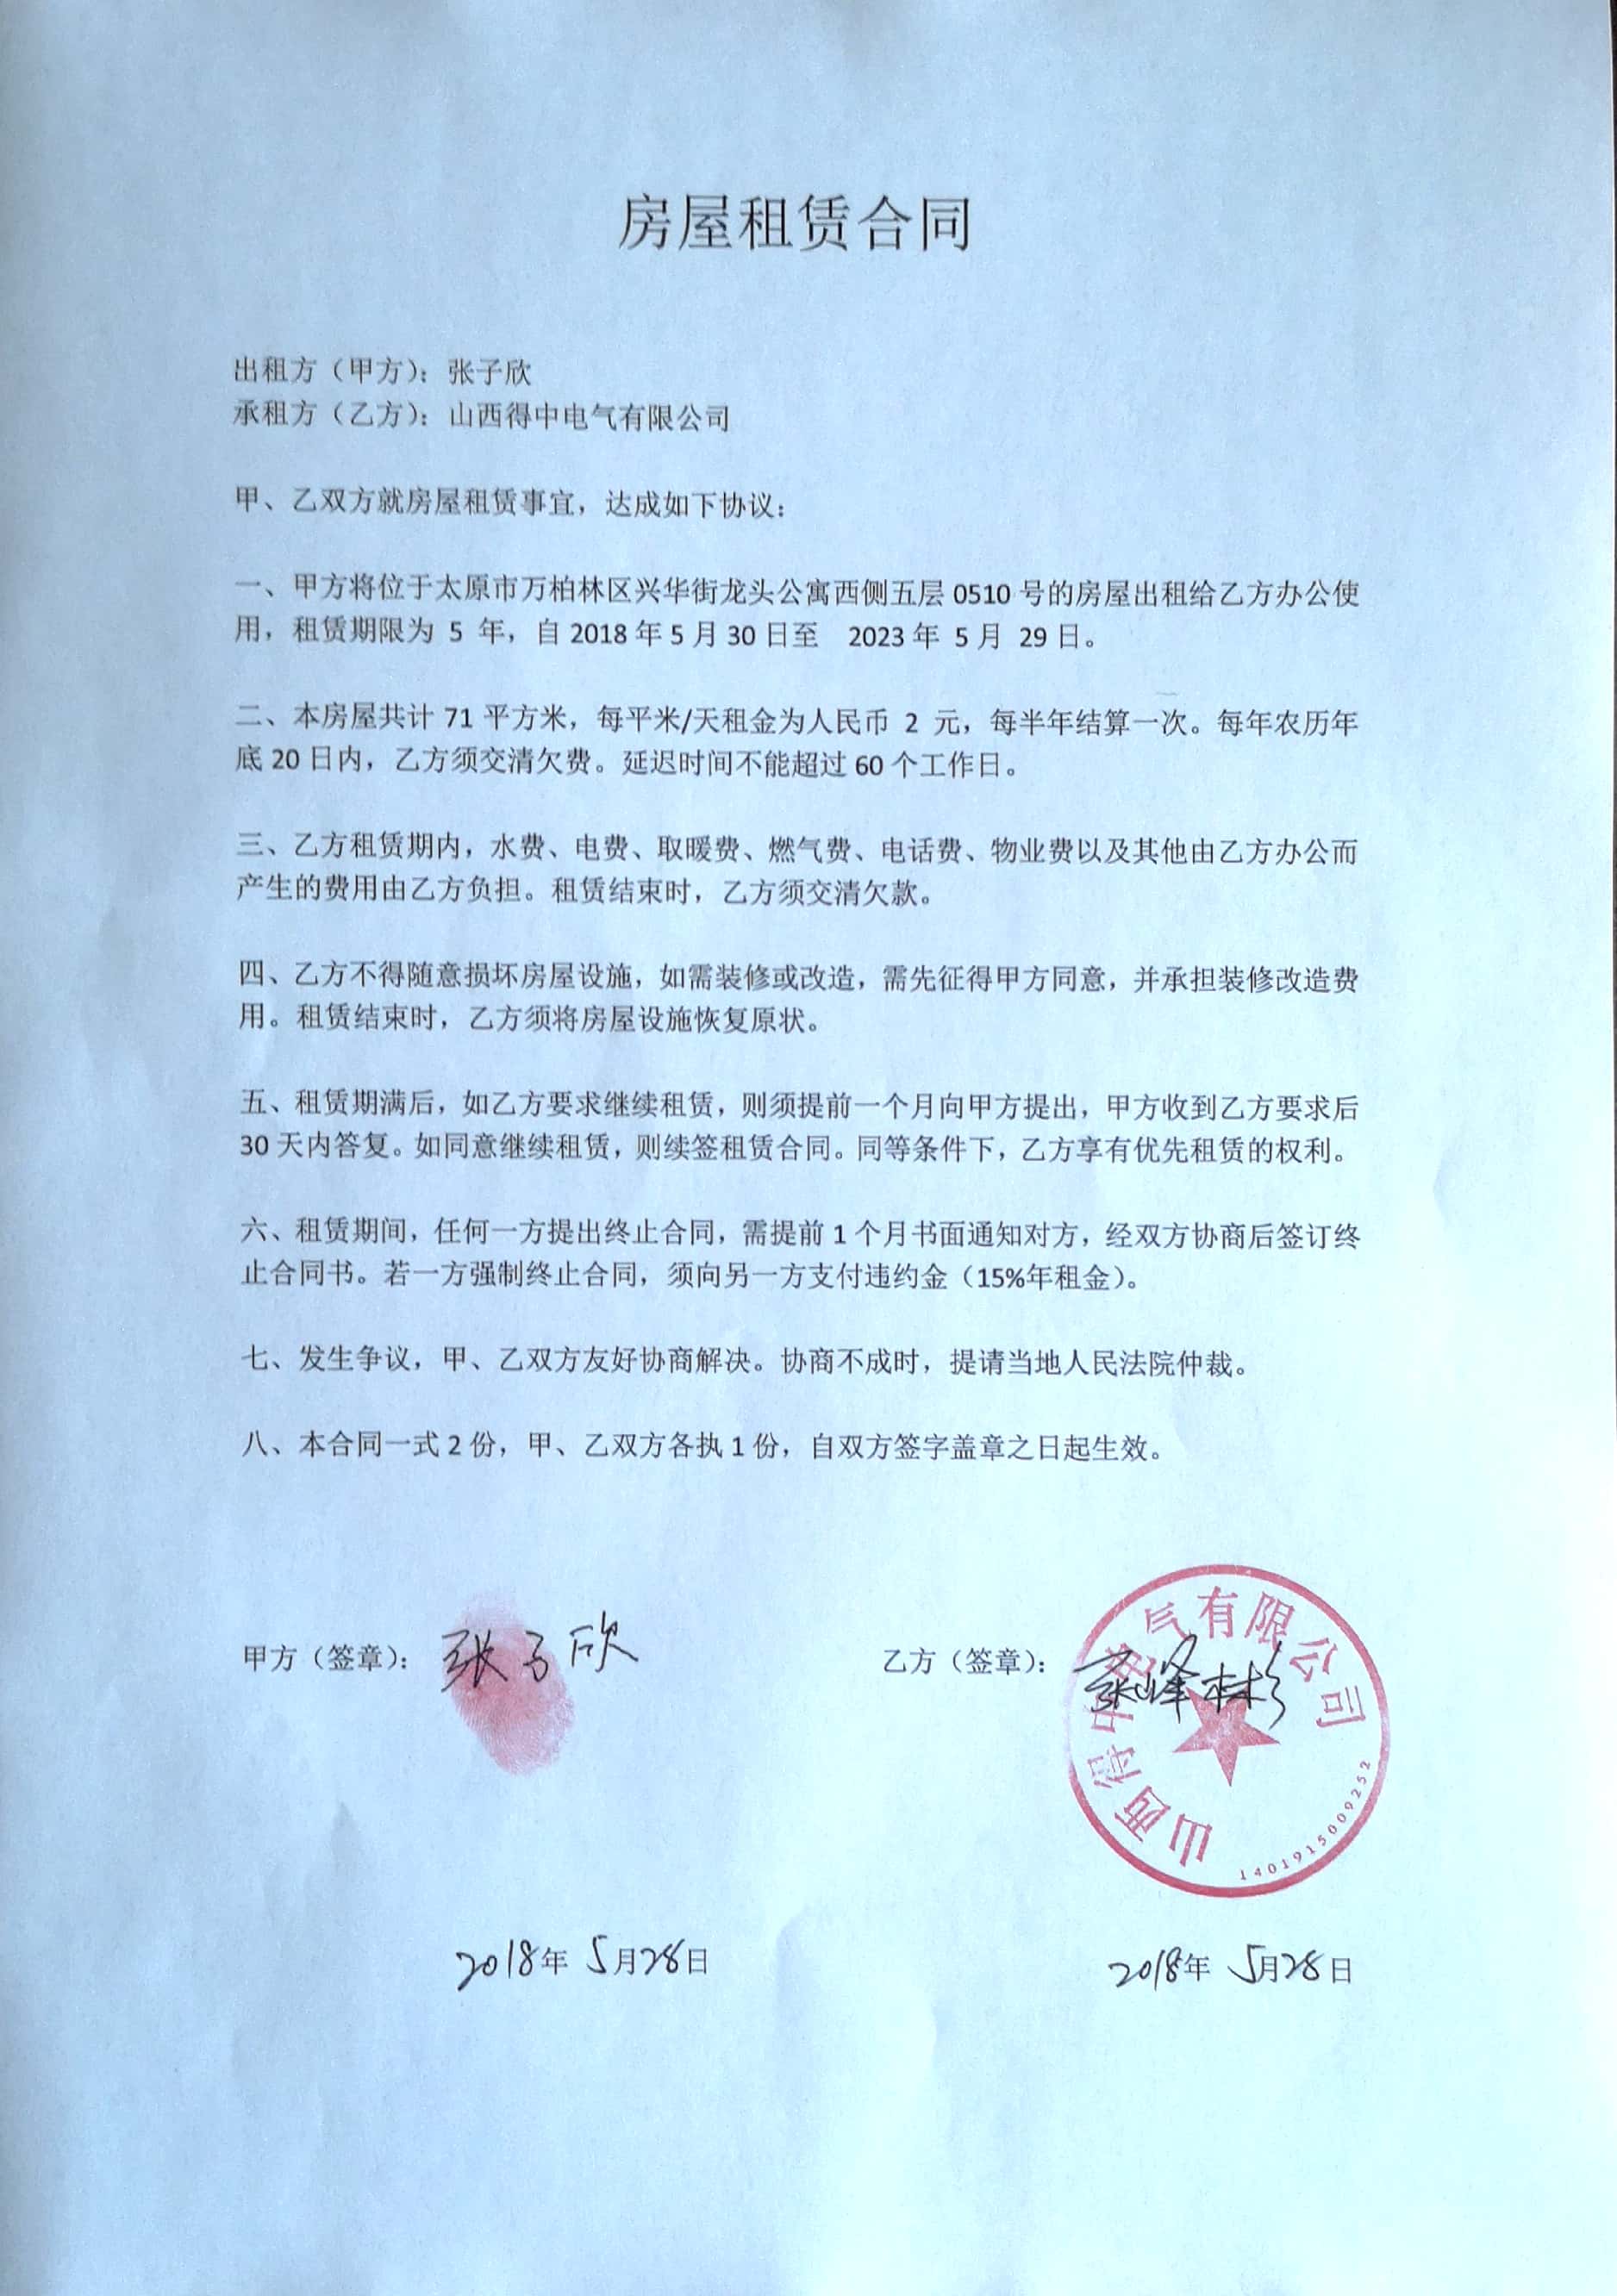 房屋租赁合同
出租方（甲方）：张子欣
承租方（乙方）：山西得中电气有限公司
甲、乙双方就房屋租赁事宜，达成如下协议：
一、甲方将位于太原市万柏林区兴华街龙头公寓西侧五层 0510 号的房屋出租给乙方办公使
用，租赁期限为 5 年，自 2018 年 5 月 30 日至 2023 年 5 月 29 日。
二、本房屋共计 71 平方米，每平米/天租金为人民币 2 元，每半年结算一次。每年农历年
底 20 日内，乙方须交清欠费。延迟时间不能超过 60 个工作日。
三、乙方租赁期内，水费、电费、取暖费、燃气费、电话费、物业费以及其他由乙方办公而
产生的费用由乙方负担。租赁结束时，乙方须交清欠款。
四、乙方不得随意损坏房屋设施，如需装修或改造，需先征得甲方同意，并承担装修改造费
用。租赁结束时，乙方须将房屋设施恢复原状。
五、租赁期满后，如乙方要求继续租赁，则须提前一个月向甲方提出，甲方收到乙方要求后
30 天内答复。如同意继续租赁，则续签租赁合同。同等条件下，乙方享有优先租赁的权利。
六、租赁期间，任何一方提出终止合同，需提前 1 个月书面通知对方，经双方协商后签订终
止合同书。若一方强制终止合同，须向另一方支付违约金（15%年租金）。
七、发生争议，甲、乙双方友好协商解决。协商不成时，提请当地人民法院仲裁。
八、本合同一式 2 份，甲、乙双方各执 1 份，自双方签字盖章之日起生效。
甲方（签章）：张子欣 乙方（签章）：
山西得中电气有限公司
1401915009252
2018年 5月28日 2018年 5月28日